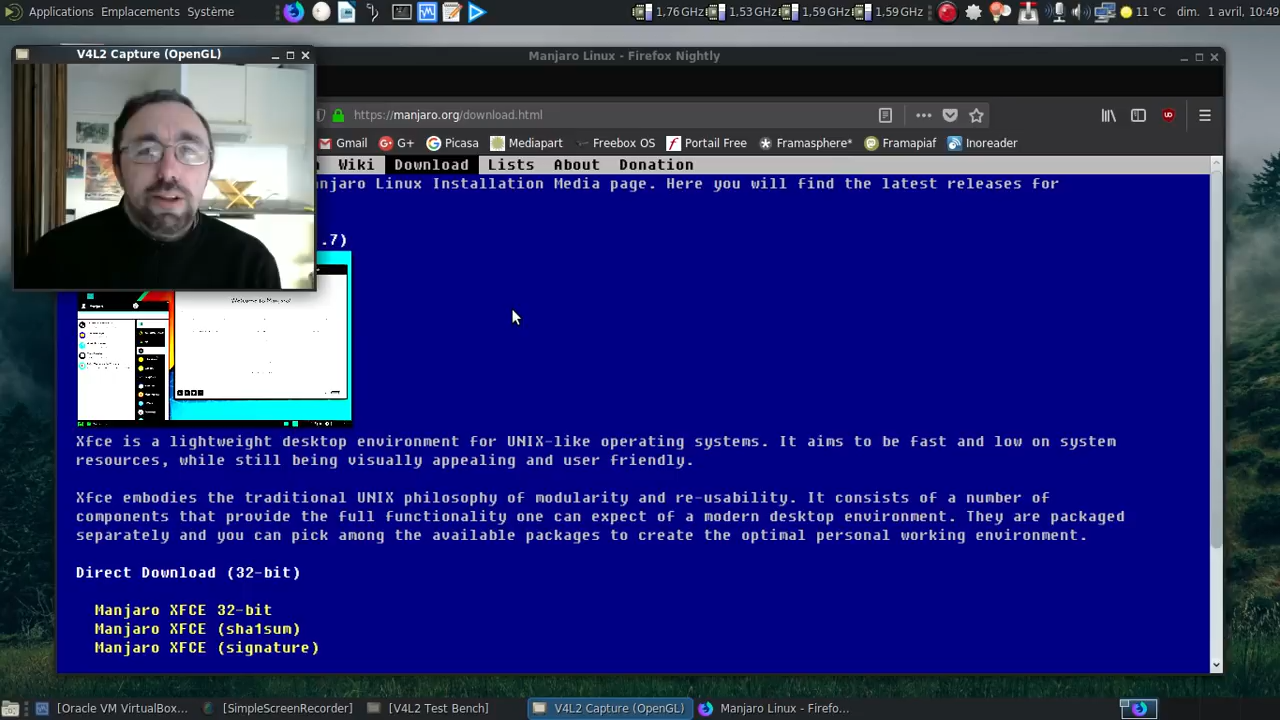 Applications Emplacements Système
1,76 GHz 1,53 GHz 1,59 GHz 1,59 GHz 11 °C dim. 1 avril, 10:49
V4L2 Capture (OpenGL)
Manjaro Linux - Firefox Nightly
https://manjaro.org/download.html
Gmail G+ Picasa Mediapart Freebox OS Portail Free Framasphere* Framapiaf Inoreader
Wiki Download Lists About Donation
Linux Installation Media page. Here you will find the latest releases for
.7)
Xfce is a lightweight desktop environment for UNIX-like operating systems. It aims to be fast and low on system
resources, while still being visually appealing and user friendly.
Xfce embodies the traditional UNIX philosophy of modularity and re-usability. It consists of a number of
components that provide the full functionality one can expect of a modern desktop environment. They are packaged
separately and you can pick among the available packages to create the optimal personal working environment.
Direct Download (32-bit)
Manjaro XFCE 32-bit
Manjaro XFCE (sha1sum)
Manjaro XFCE (signature)
[Oracle VM VirtualBox... [SimpleScreenRecorder] [V4L2 Test Bench] V4L2 Capture (OpenGL) Manjaro Linux - Firefo...